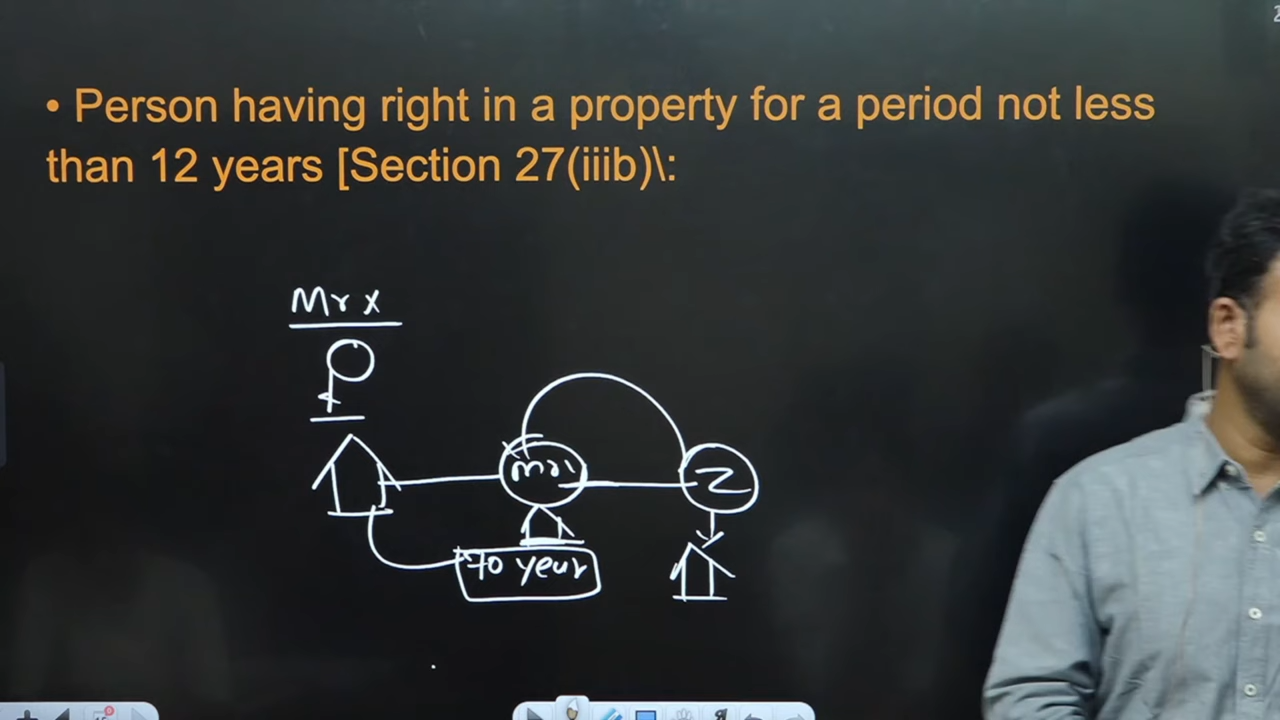 • Person having right in a property for a period not less
than 12 years [Section 27(iiib)\:
Mr X
Z
70 year